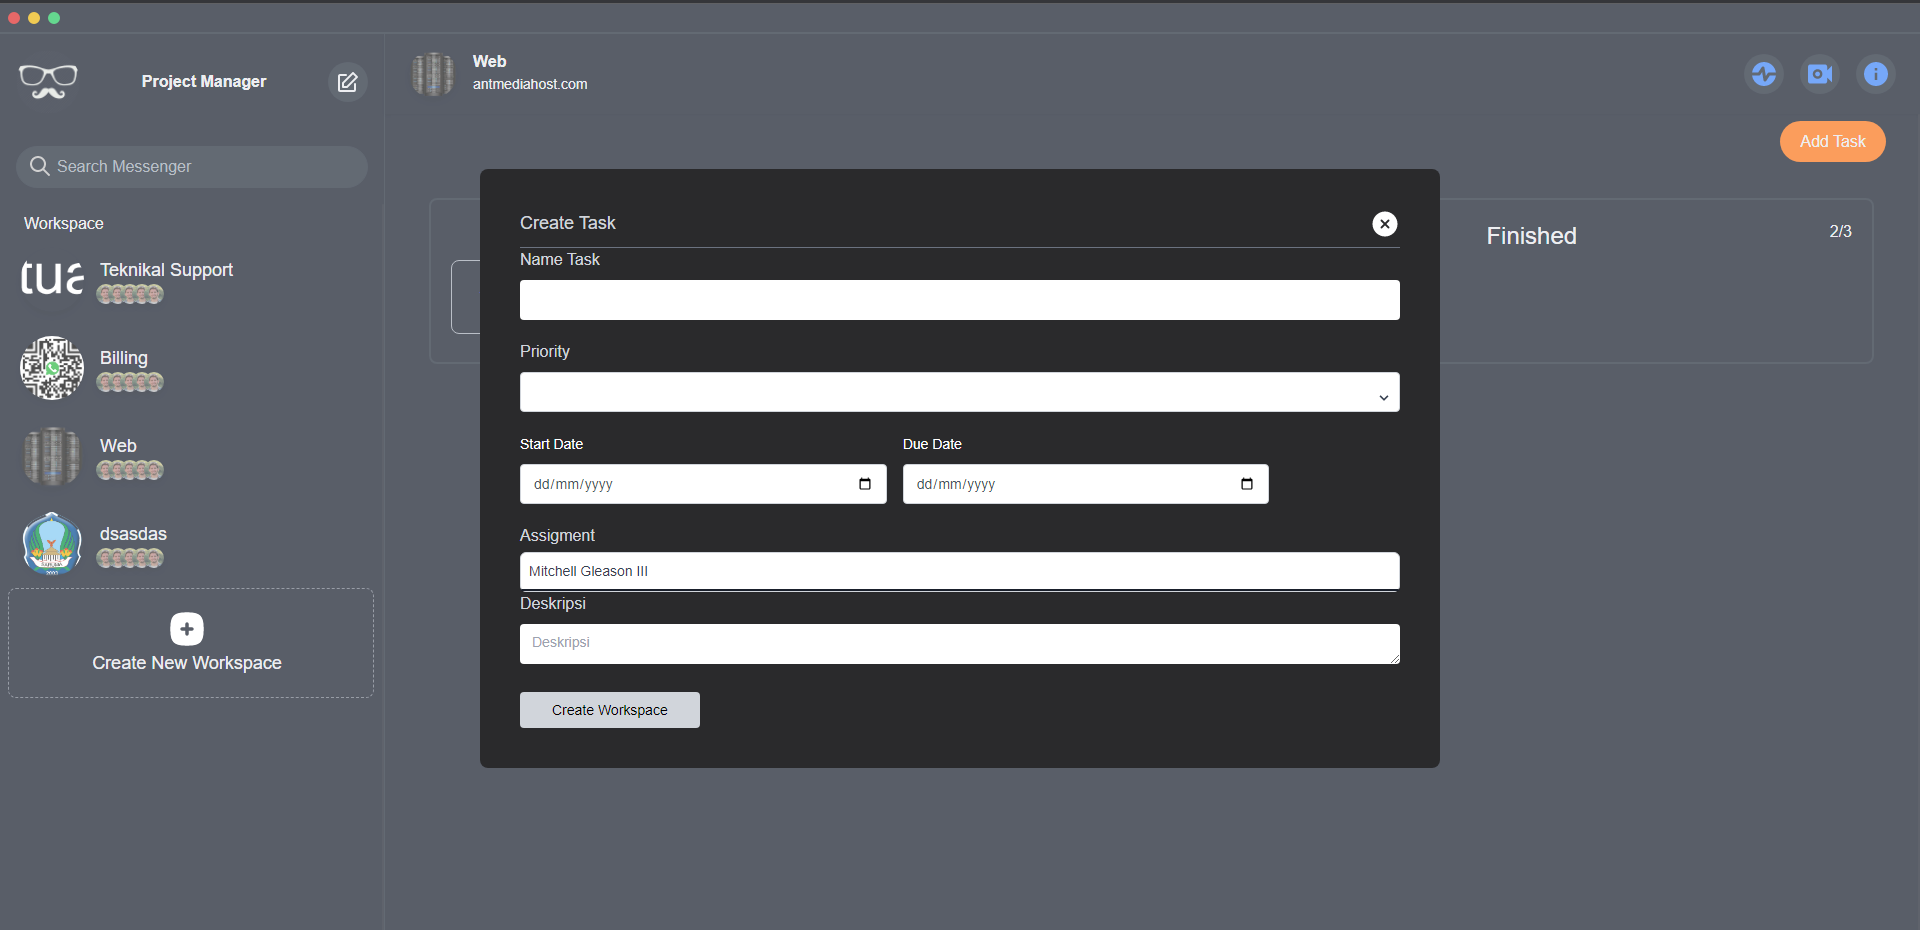 Project Manager
Search Messenger
Workspace
tua
Teknikal Support
Billing
Web
dsasdas
Create New Workspace
Web
antmediahost.com
Add Task
Finished
2/3
Create Task
Name Task
Priority
Start Date
Due Date
dd/mm/yyyy
dd/mm/yyyy
Assigment
Mitchell Gleason III
Deskripsi
Deskripsi
Create Workspace